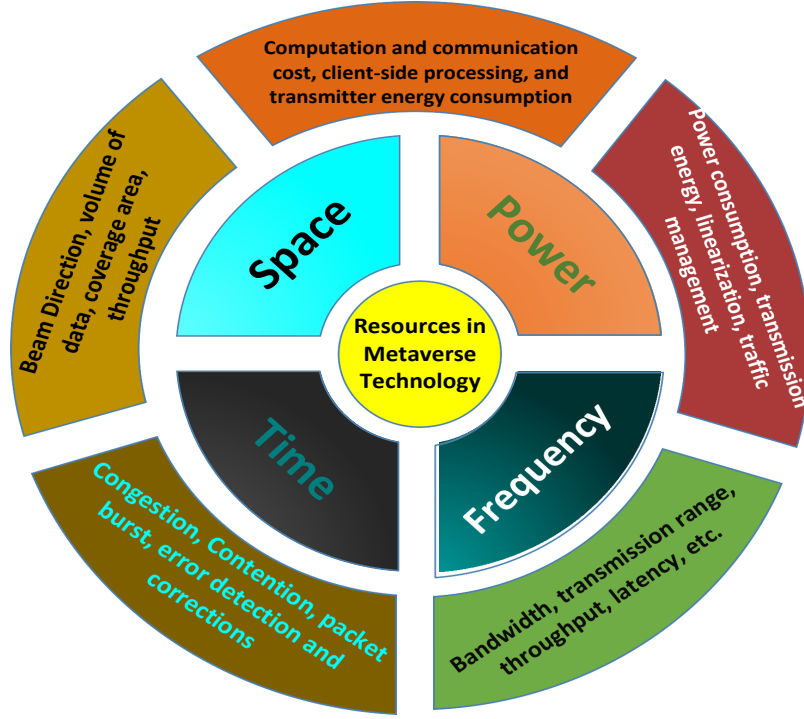 Computation and communication
cost, client-side processing, and
transmitter energy consumption
Beam Direction, volume of
data, coverage area,
throughput
Power consumption, transmission
energy, linearization, traffic
management
Space
Power
Resources in
Metaverse
Technology
Time
Frequency
Congestion, Contention, packet
burst, error detection and
corrections
Bandwidth, transmission range,
throughput, latency, etc.